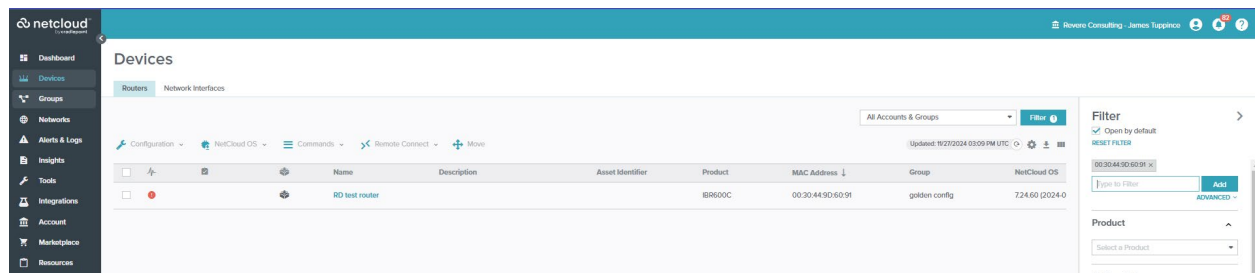 netcloud
by cradlepoint
Rovero Consulting - James Tuppince
82
?
Dashboard
Devices
Groups
Networks
Alerts & Logs
Insights
Tools
Integrations
Account
Marketplace
Resources
Devices
Routers Network Interfaces
All Accounts & Groups Filter
Configuration NetCloud OS Commands Remote Connect Move
Updated: 11/27/2024 03:09 PM UTC
Name Description Asset Identifier Product MAC Address ↓ Group NetCloud OS
RD test router IBR600C 00:30:44:9D:60:91 golden config 7.24.60 (2024-0
Filter
Open by default
RESET FILTER
00:30:44:9D:60:91 ×
Type to Filter Add
ADVANCED
Product
Select a Product